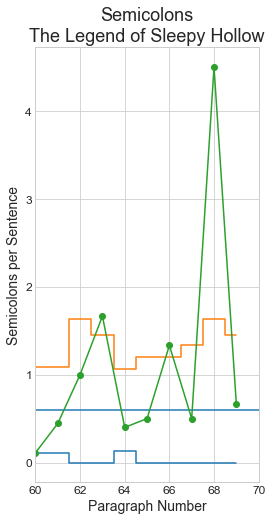 Semicolons
The Legend of Sleepy Hollow
Semicolons per Sentence
4
3
2
1
0
60 62 64 66 68 70
Paragraph Number